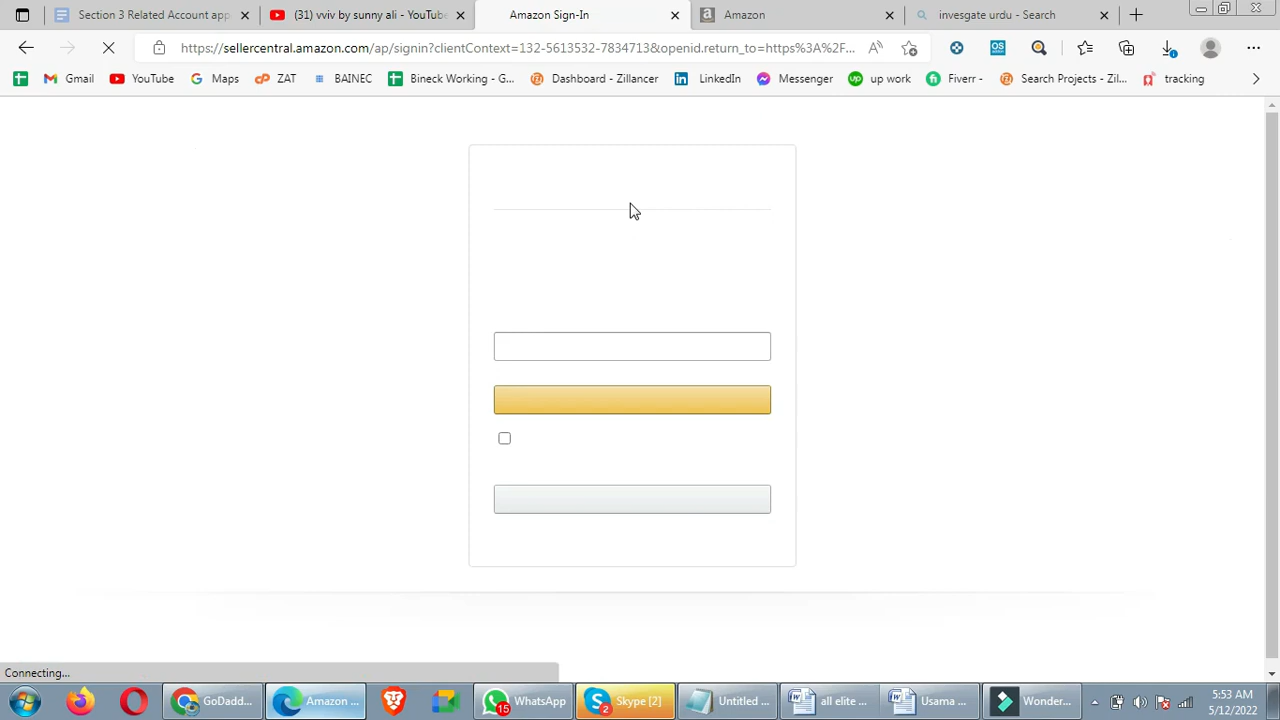 Section 3 Related Account app
(31) vviv by sunny ali - YouTube
Amazon Sign-In
Amazon
invesgate urdu - Search
https://sellercentral.amazon.com/ap/signin?clientContext=132-5613532-7834713&openid.return_to=https%3A%2F...
Gmail
YouTube
Maps
ZAT
BAINEC
Bineck Working - G...
Dashboard - Zillancer
LinkedIn
Messenger
up work
Fiverr -
Search Projects - Zil...
tracking
Connecting...
GoDadd...
Amazon ...
15
WhatsApp
2
Skype [2]
Untitled ...
all elite ...
Usama ...
Wonder...
5:53 AM
5/12/2022